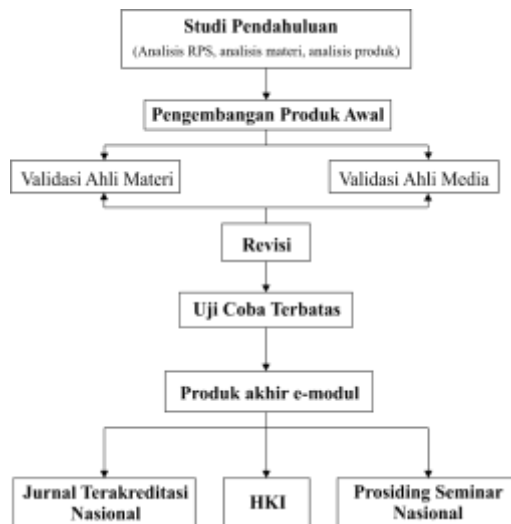 Studi Pendahuluan
(Analisis RPS, analisis materi, analisis produk)
Pengembangan Produk Awal
Validasi Ahli Materi
Validasi Ahli Media
Revisi
Uji Coba Terbatas
Produk akhir e-modul
Jurnal Terakreditasi
Nasional
HKI
Prosiding Seminar
Nasional